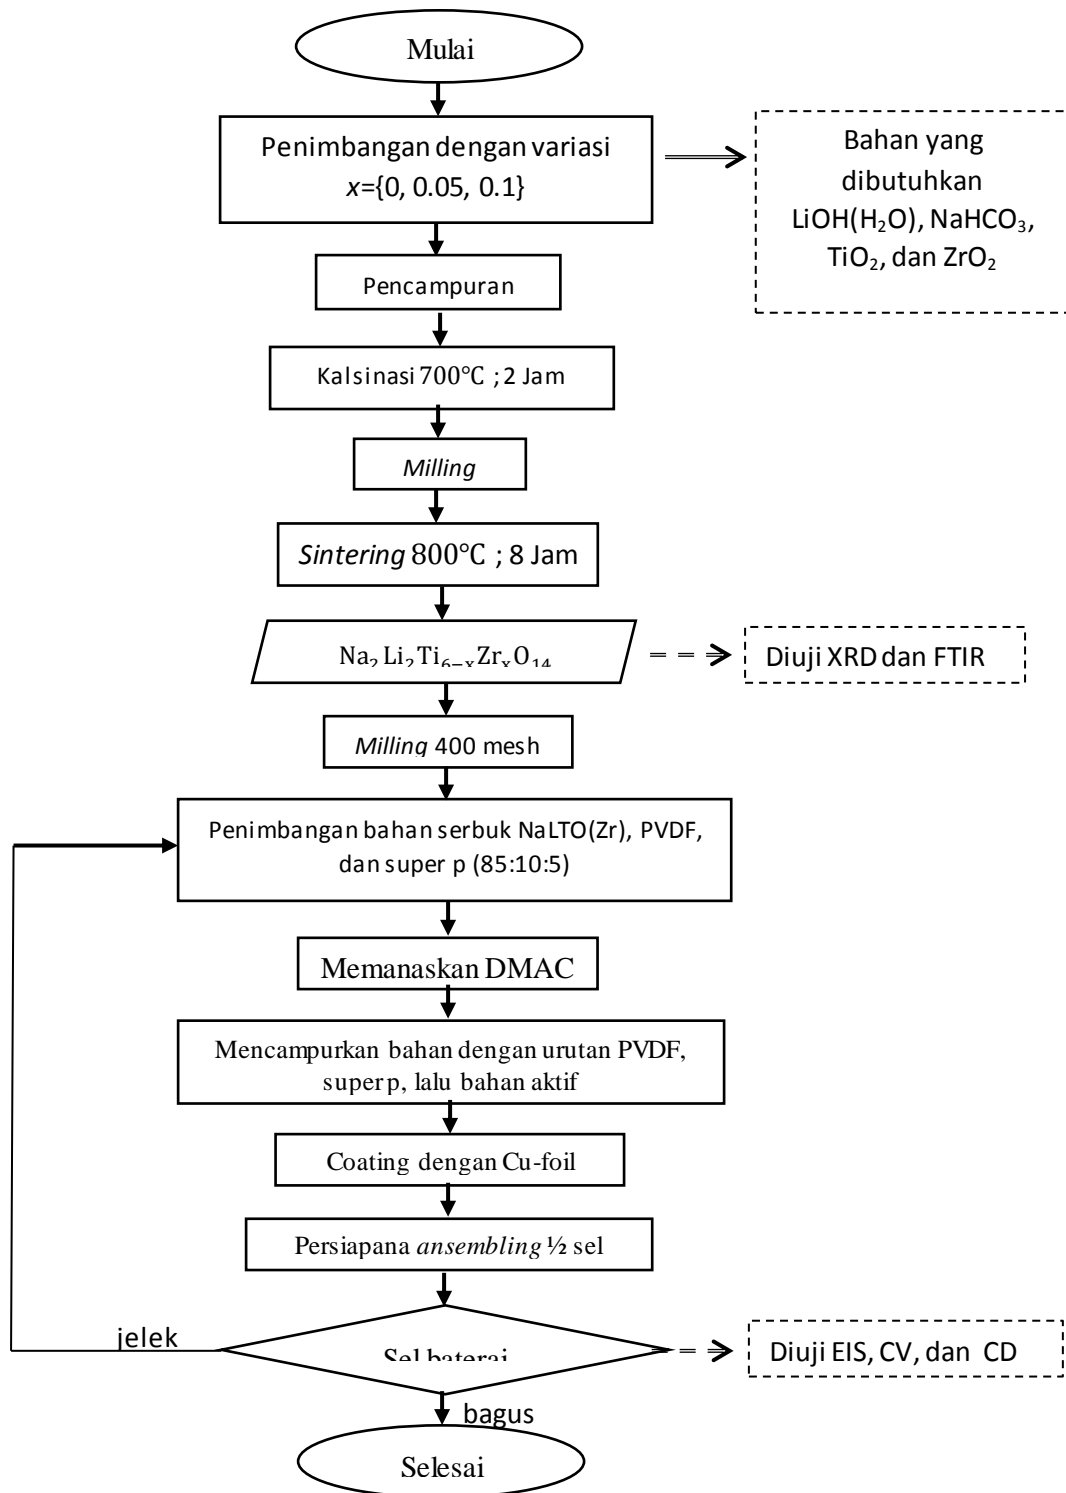 Mulai
Penimbangan dengan variasi
x={0, 0.05, 0.1}
Bahan yang
dibutuhkan
LiOH(H₂O), NaHCO₃,
TiO₂, dan ZrO₂
Pencampuran
Kalsinasi 700℃ ; 2 Jam
Milling
Sintering 800℃ ; 8 Jam
Na₂Li₂Ti₆₋ₓZrₓO₁₄
Diuji XRD dan FTIR
Milling 400 mesh
Penimbangan bahan serbuk NaLTO(Zr), PVDF,
dan super p (85:10:5)
Memanaskan DMAC
Mencampurkan bahan dengan urutan PVDF,
super p, lalu bahan aktif
Coating dengan Cu-foil
Persiapana ansembling ½ sel
jelek
Sel baterai
Diuji EIS, CV, dan CD
bagus
Selesai